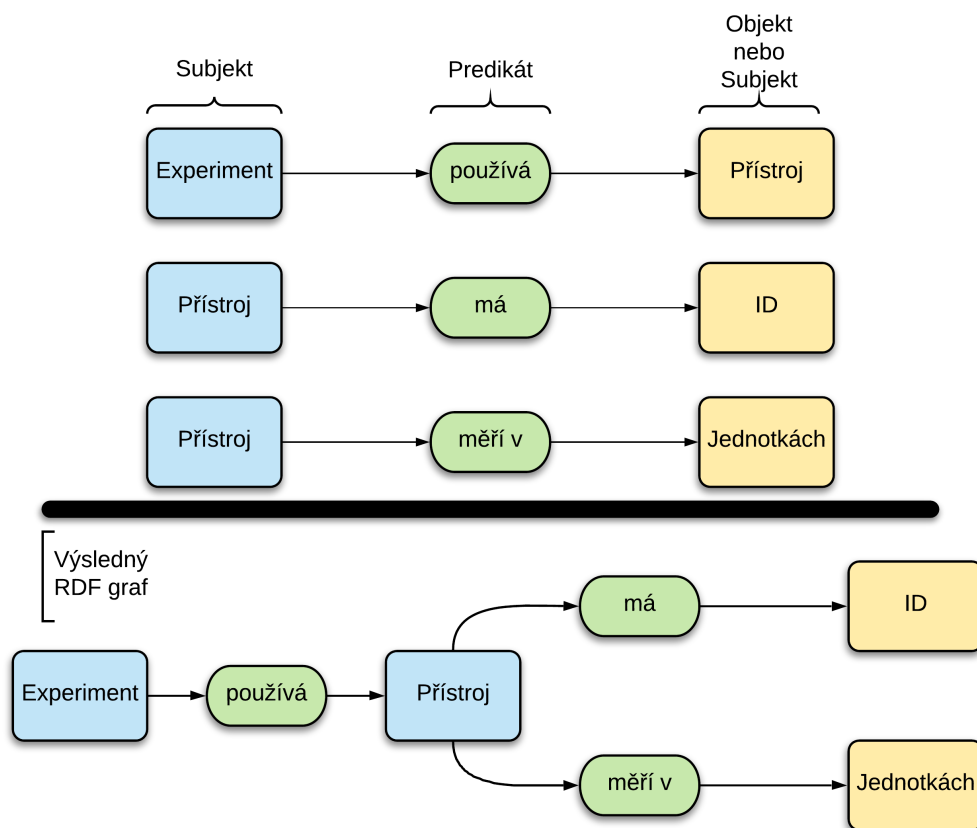 Subjekt
Predikát
Objekt
nebo
Subjekt
Experiment
používá
Přístroj
Přístroj
má
ID
Přístroj
měří v
Jednotkách
Výsledný
RDF graf
má
ID
Experiment
používá
Přístroj
měří v
Jednotkách